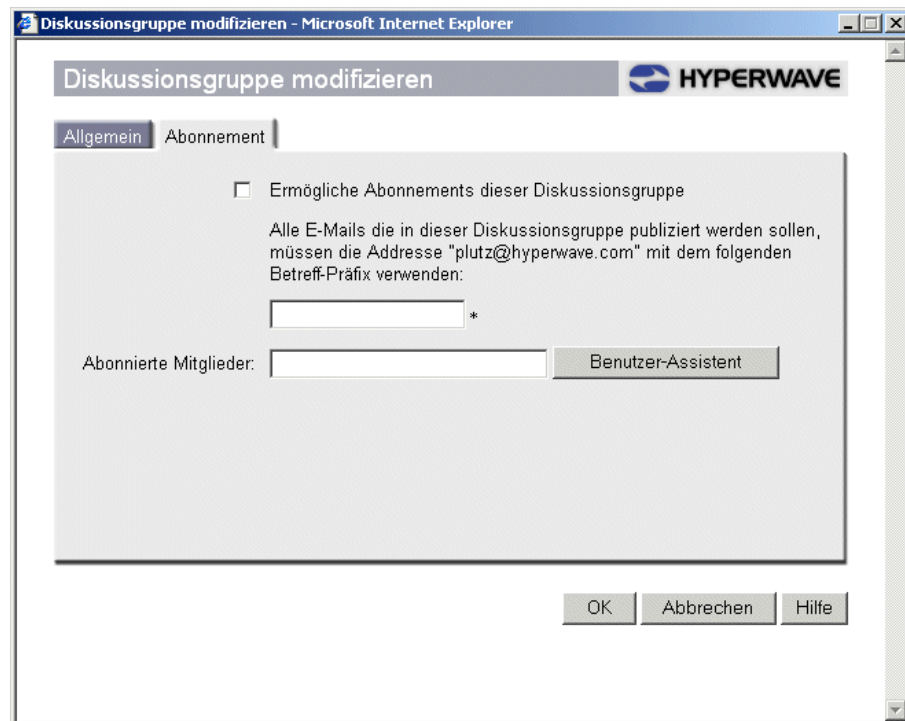 Diskussionsgruppe modifizieren - Microsoft Internet Explorer
Diskussionsgruppe modifizieren
HYPERWAVE
Allgemein
Abonnement
Ermögliche Abonnements dieser Diskussionsgruppe
Alle E-Mails die in dieser Diskussionsgruppe publiziert werden sollen,
müssen die Addresse "plutz@hyperwave.com" mit dem folgenden
Betreff-Präfix verwenden:
*
Abonnierte Mitglieder:
Benutzer-Assistent
OK
Abbrechen
Hilfe